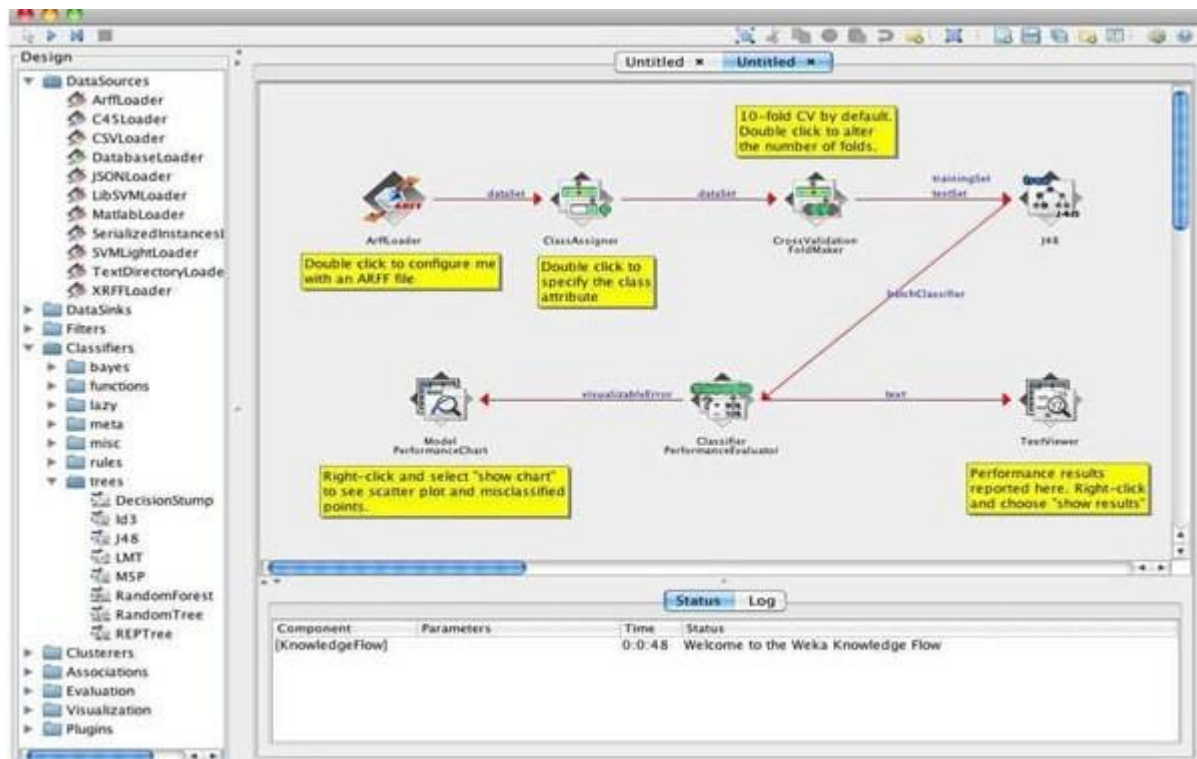 Design
DataSources
ArffLoader
C45Loader
CSVLoader
DatabaseLoader
JSONLoader
LibSVMLoader
MatlabLoader
SerializedInstancesL
SVMLightLoader
TextDirectoryLoade
XRFFLoader
DataSinks
Filters
Classifiers
bayes
functions
lazy
meta
misc
rules
trees
DecisionStump
Id3
J48
LMT
M5P
RandomForest
RandomTree
REPTree
Clusterers
Associations
Evaluation
Visualization
Plugins
Untitled
Untitled
10-fold CV by default.
Double click to alter
the number of folds.
dataSet
dataSet
trainingSet
testSet
ARFF
J48
ArffLoader
ClassAssigner
CrossValidation
FoldMaker
J48
Double click to configure me
with an ARFF file
Double click to
specify the class
attribute
batchClassifier
visualizableError
text
Model
PerformanceChart
Classifier
PerformanceEvaluator
TextViewer
Right-click and select "show chart"
to see scatter plot and misclassified
points.
Performance results
reported here. Right-click
and choose "show results"
Status Log
Component Parameters Time Status
[KnowledgeFlow] 0:0:48 Welcome to the Weka Knowledge Flow